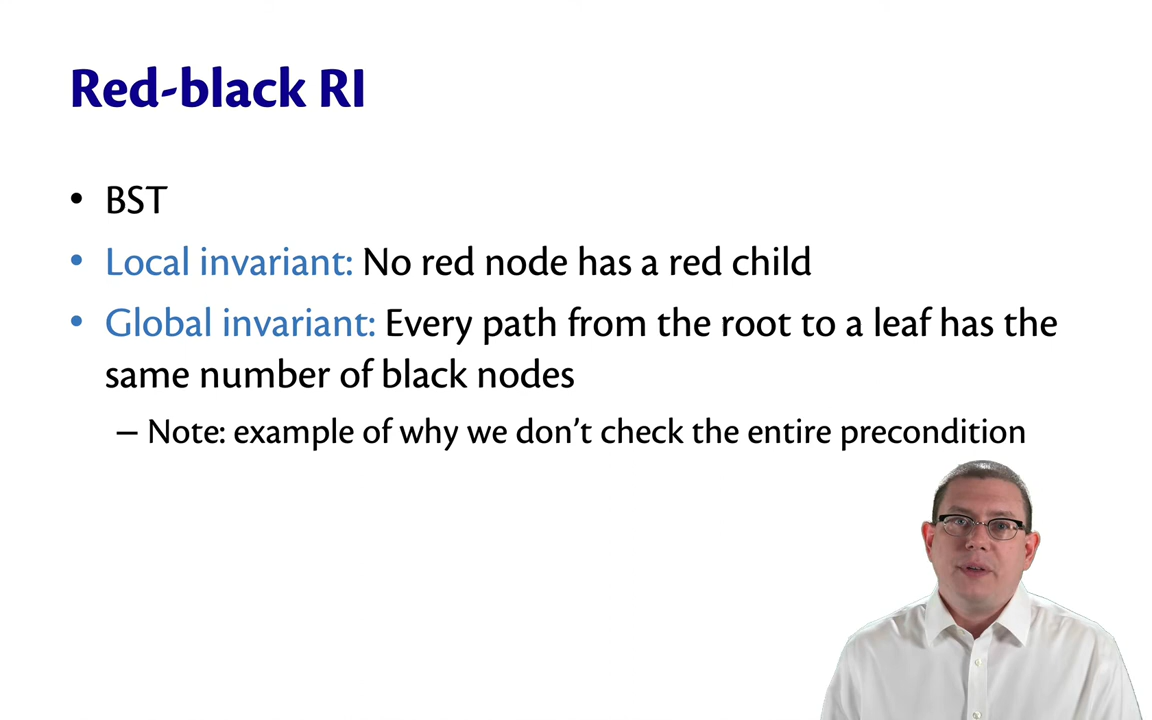 Red-black RI
• BST
• Local invariant: No red node has a red child
• Global invariant: Every path from the root to a leaf has the
same number of black nodes
– Note: example of why we don’t check the entire precondition